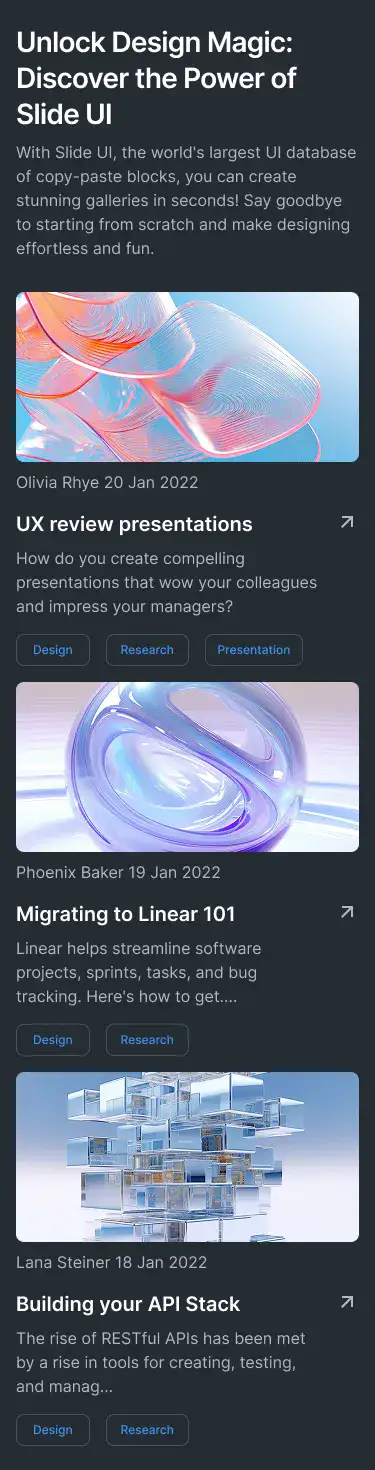 Unlock Design Magic:
Discover the Power of
Slide UI
With Slide UI, the world's largest UI database
of copy-paste blocks, you can create
stunning galleries in seconds! Say goodbye
to starting from scratch and make designing
effortless and fun.
Olivia Rhye 20 Jan 2022
UX review presentations
How do you create compelling
presentations that wow your colleagues
and impress your managers?
Design Research Presentation
Phoenix Baker 19 Jan 2022
Migrating to Linear 101
Linear helps streamline software
projects, sprints, tasks, and bug
tracking. Here's how to get....
Design Research
Lana Steiner 18 Jan 2022
Building your API Stack
The rise of RESTful APIs has been met
by a rise in tools for creating, testing,
and manag...
Design Research